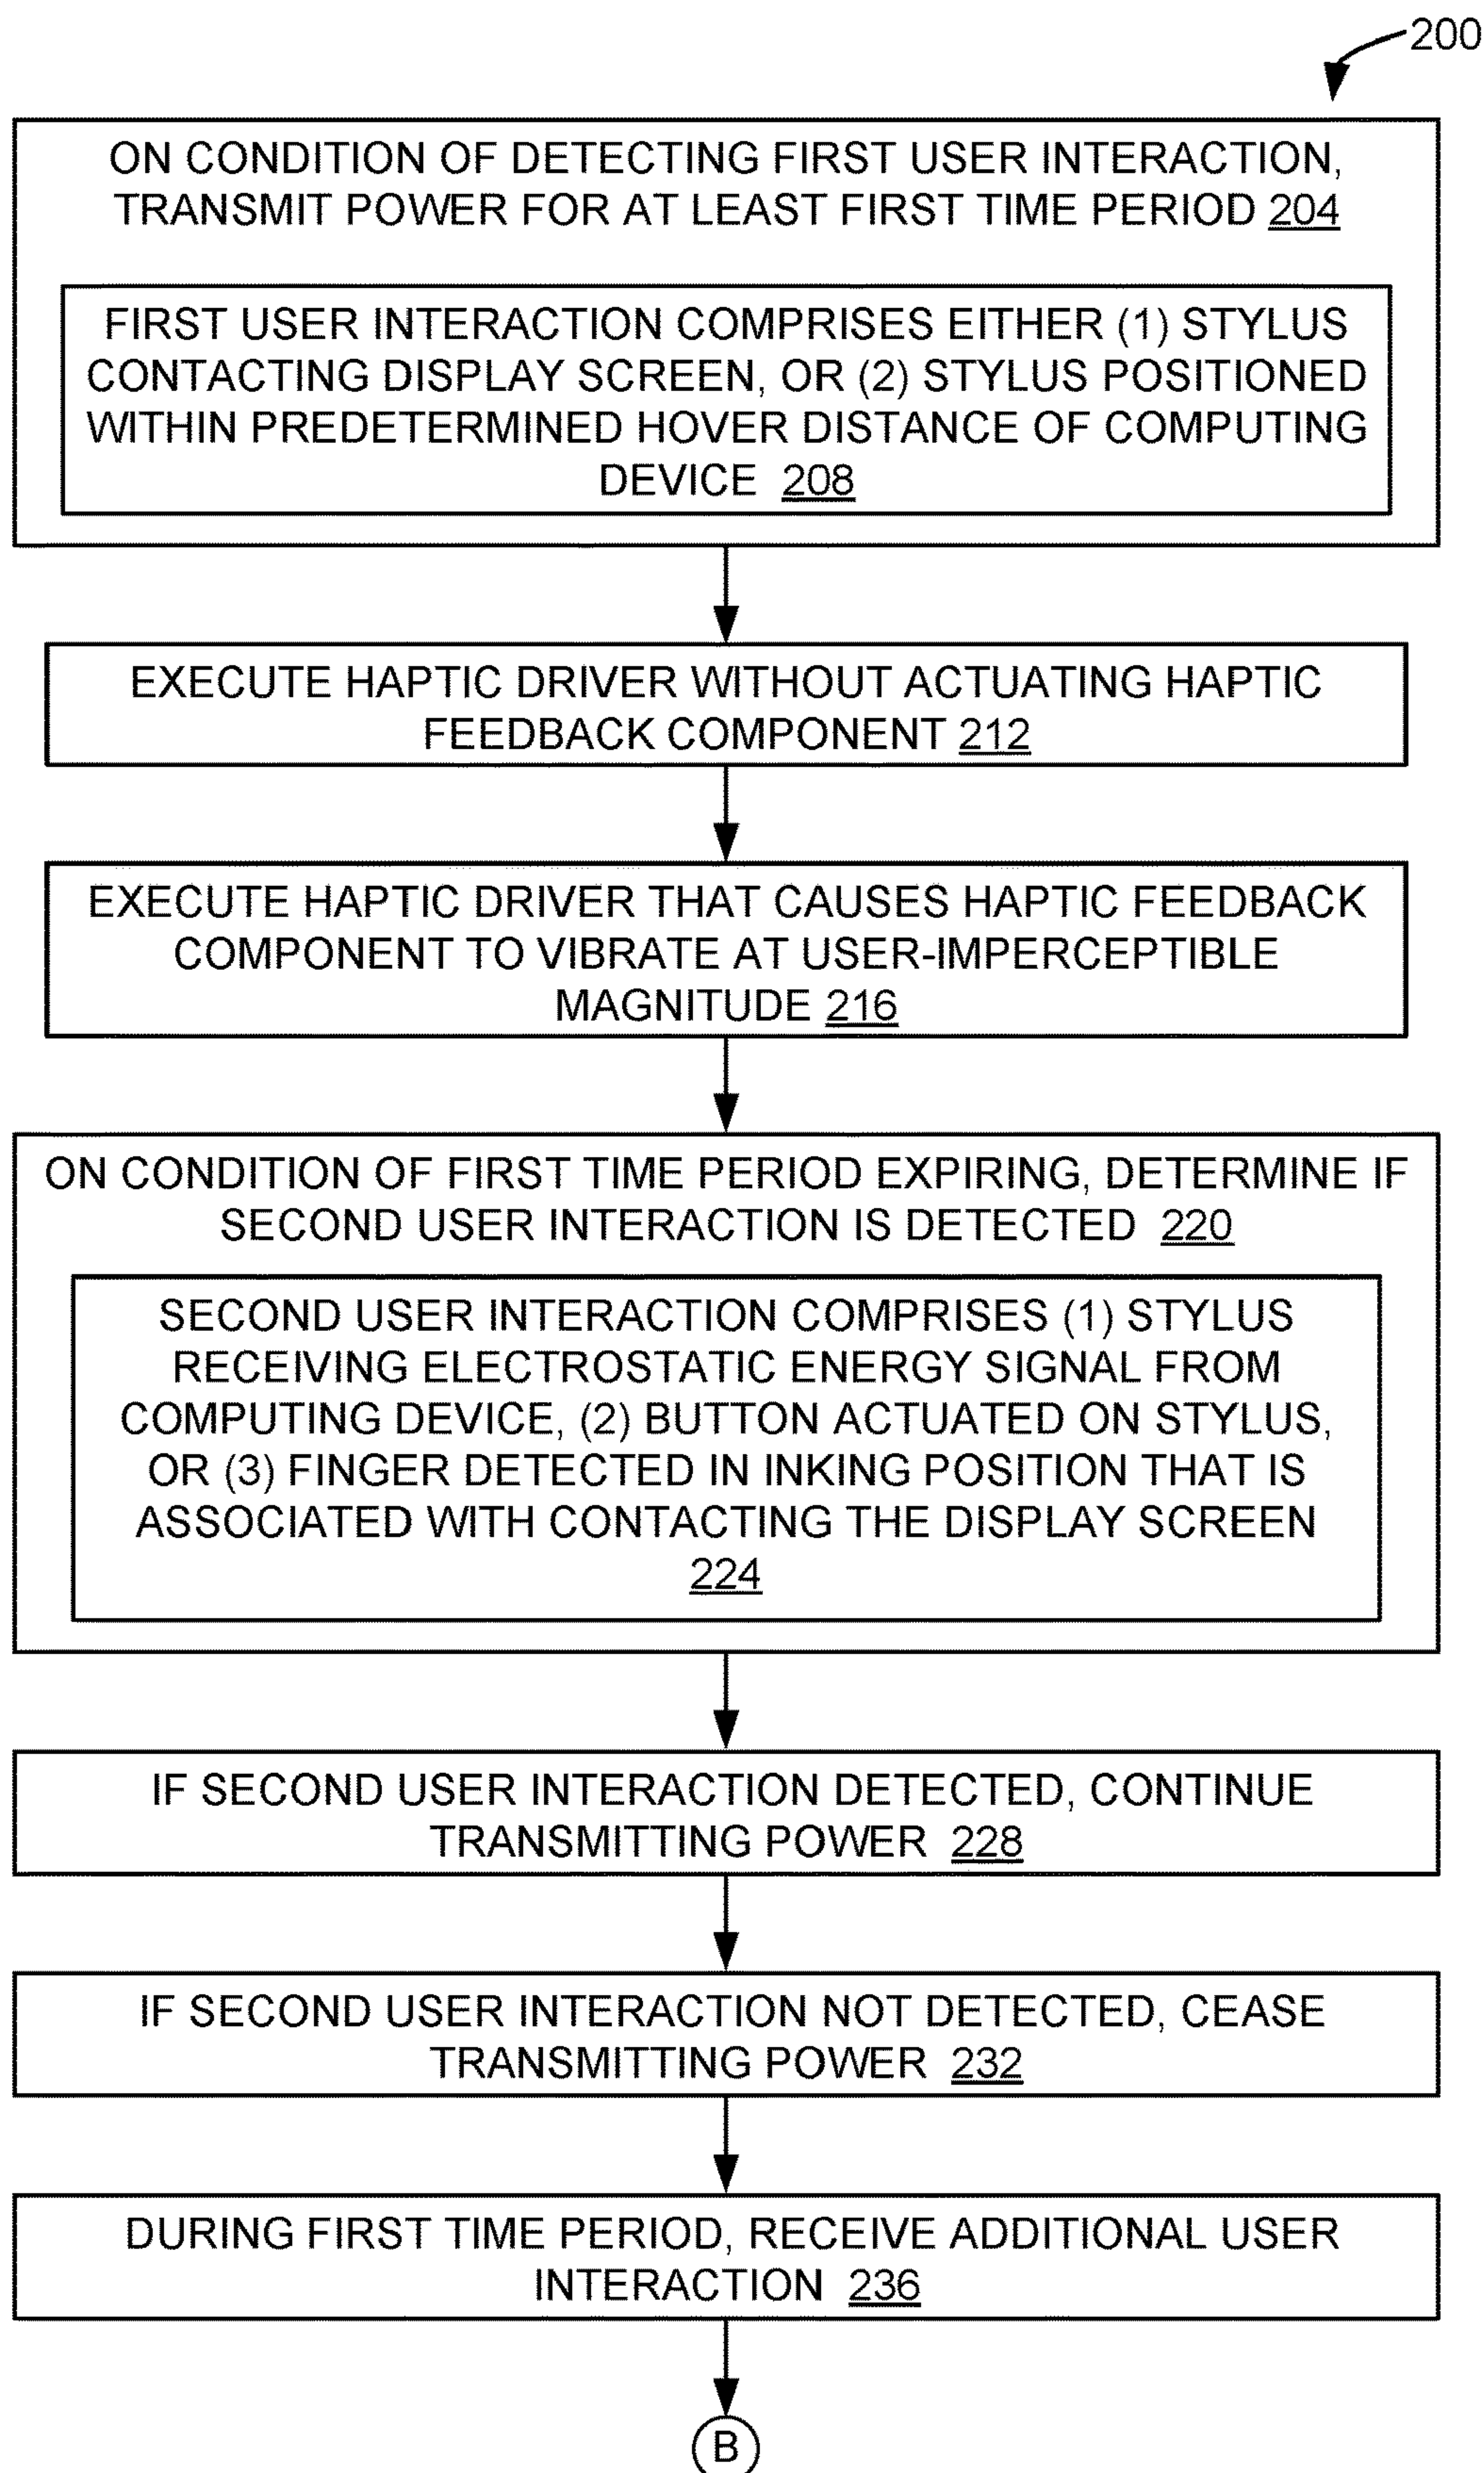 200
ON CONDITION OF DETECTING FIRST USER INTERACTION,
TRANSMIT POWER FOR AT LEAST FIRST TIME PERIOD 204
FIRST USER INTERACTION COMPRISES EITHER (1) STYLUS
CONTACTING DISPLAY SCREEN, OR (2) STYLUS POSITIONED
WITHIN PREDETERMINED HOVER DISTANCE OF COMPUTING
DEVICE 208
EXECUTE HAPTIC DRIVER WITHOUT ACTUATING HAPTIC
FEEDBACK COMPONENT 212
EXECUTE HAPTIC DRIVER THAT CAUSES HAPTIC FEEDBACK
COMPONENT TO VIBRATE AT USER-IMPERCEPTIBLE
MAGNITUDE 216
ON CONDITION OF FIRST TIME PERIOD EXPIRING, DETERMINE IF
SECOND USER INTERACTION IS DETECTED 220
SECOND USER INTERACTION COMPRISES (1) STYLUS
RECEIVING ELECTROSTATIC ENERGY SIGNAL FROM
COMPUTING DEVICE, (2) BUTTON ACTUATED ON STYLUS,
OR (3) FINGER DETECTED IN INKING POSITION THAT IS
ASSOCIATED WITH CONTACTING THE DISPLAY SCREEN
224
IF SECOND USER INTERACTION DETECTED, CONTINUE
TRANSMITTING POWER 228
IF SECOND USER INTERACTION NOT DETECTED, CEASE
TRANSMITTING POWER 232
DURING FIRST TIME PERIOD, RECEIVE ADDITIONAL USER
INTERACTION 236
B